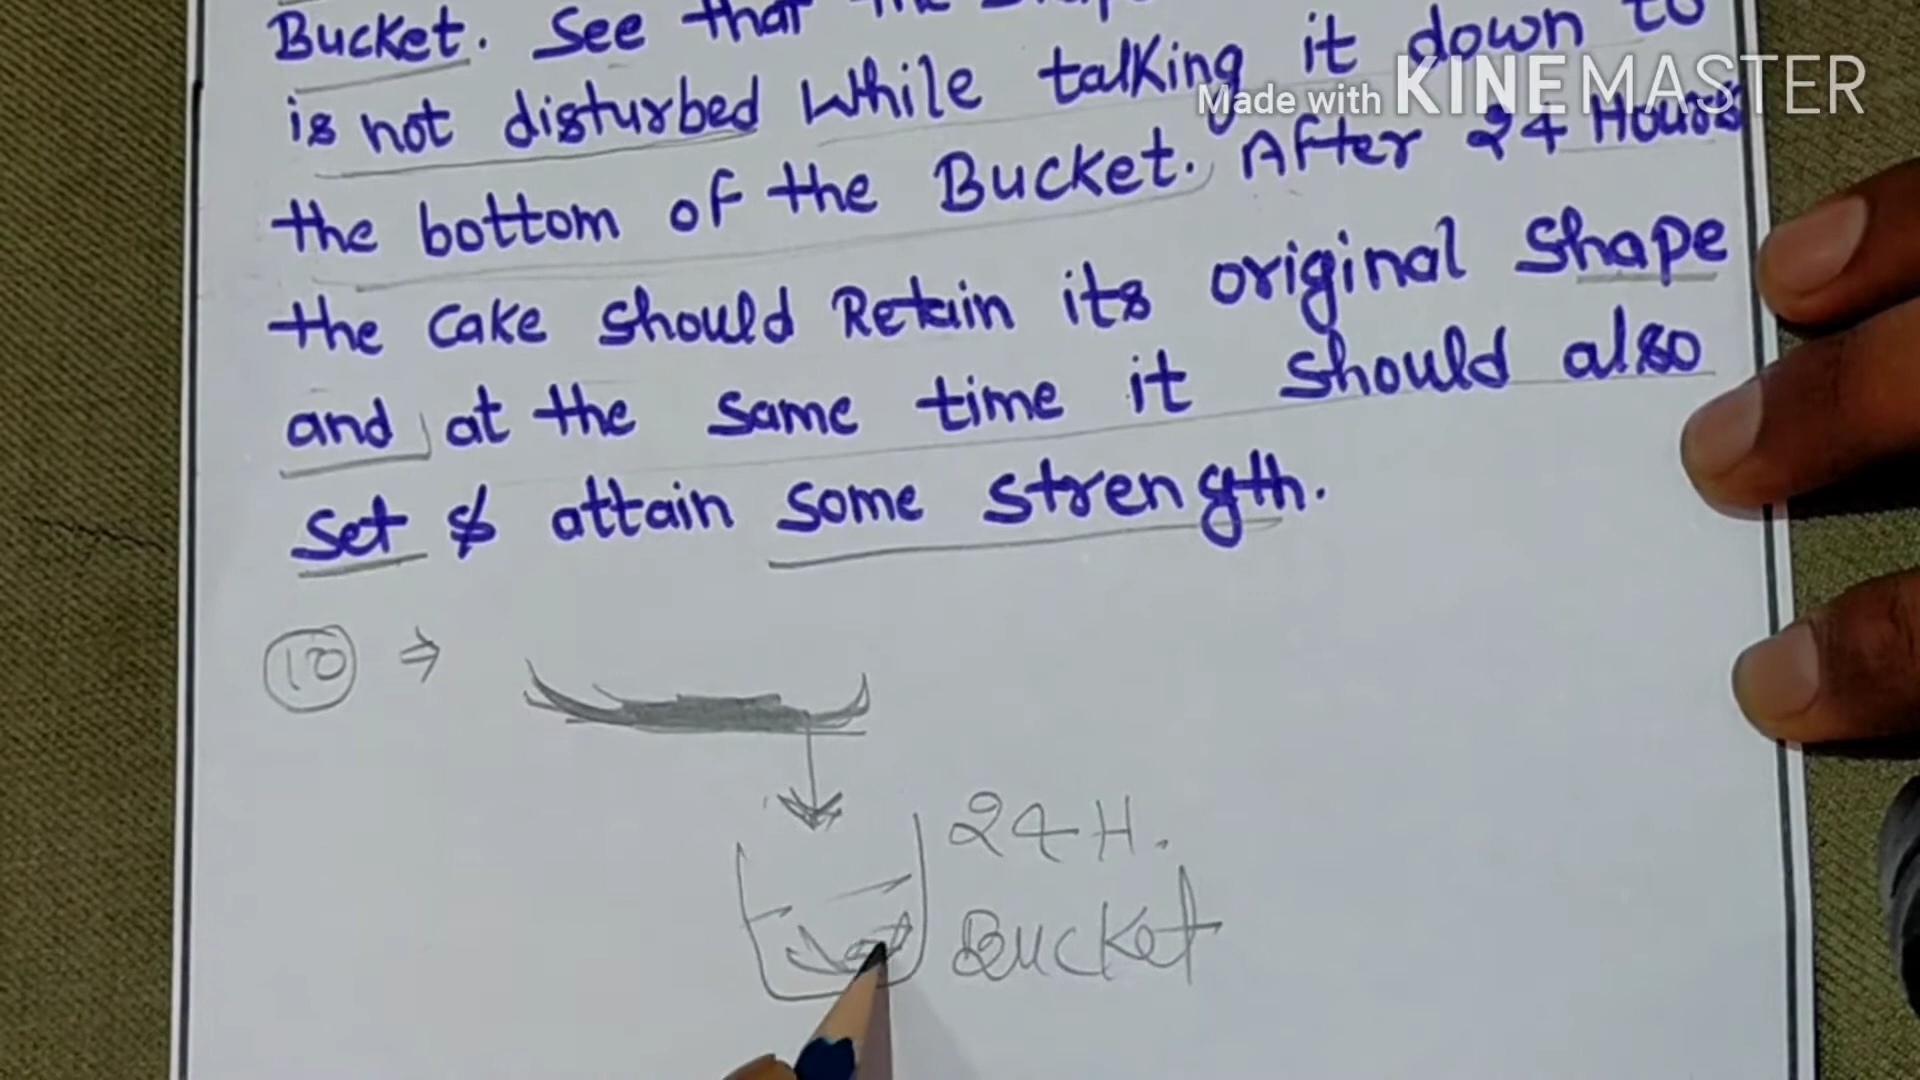 Bucket. See that the Shape
is not disturbed While talking it down to
the bottom of the Bucket. After 24 Hours
the Cake should Retain its original Shape
and at the same time it should also
set & attain some strength.
10 ⇒
24 H.
Bucket
Made with KINEMASTER